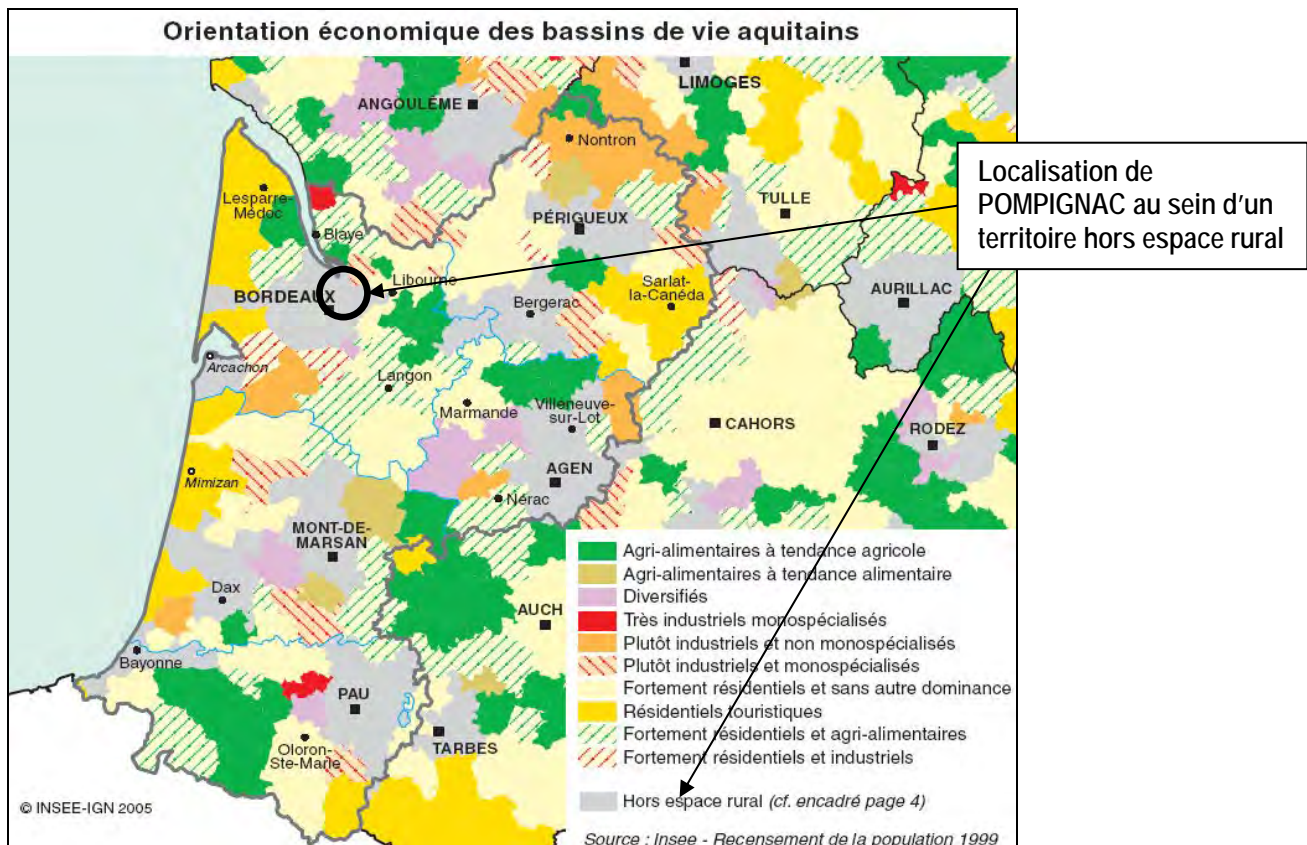 Orientation économique des bassins de vie aquitains
LIMOGES
ANGOULÊME
Nontron
Lesparre-
Médoc
TULLE
PÉRIGUEUX
Blaye
Libourne
Sarlat-
la-Canéda
BORDEAUX
Bergerac
AURILLAC
Arcachon
Langon
Marmande
Villeneuve-
sur-Lot
CAHORS
RODEZ
AGEN
Mimizan
Nérac
MONT-DE-
MARSAN
Dax
AUCH
Bayonne
PAU
TARBES
Oloron-
Ste-Marie
Localisation de
POMPIGNAC au sein d'un
territoire hors espace rural
Agri-alimentaires à tendance agricole
Agri-alimentaires à tendance alimentaire
Diversifiés
Très industriels monospécialisés
Plutôt industriels et non monospécialisés
Plutôt industriels et monospécialisés
Fortement résidentiels et sans autre dominance
Résidentiels touristiques
Fortement résidentiels et agri-alimentaires
Fortement résidentiels et industriels
Hors espace rural (cf. encadré page 4)
© INSEE-IGN 2005
Source : Insee - Recensement de la population 1999